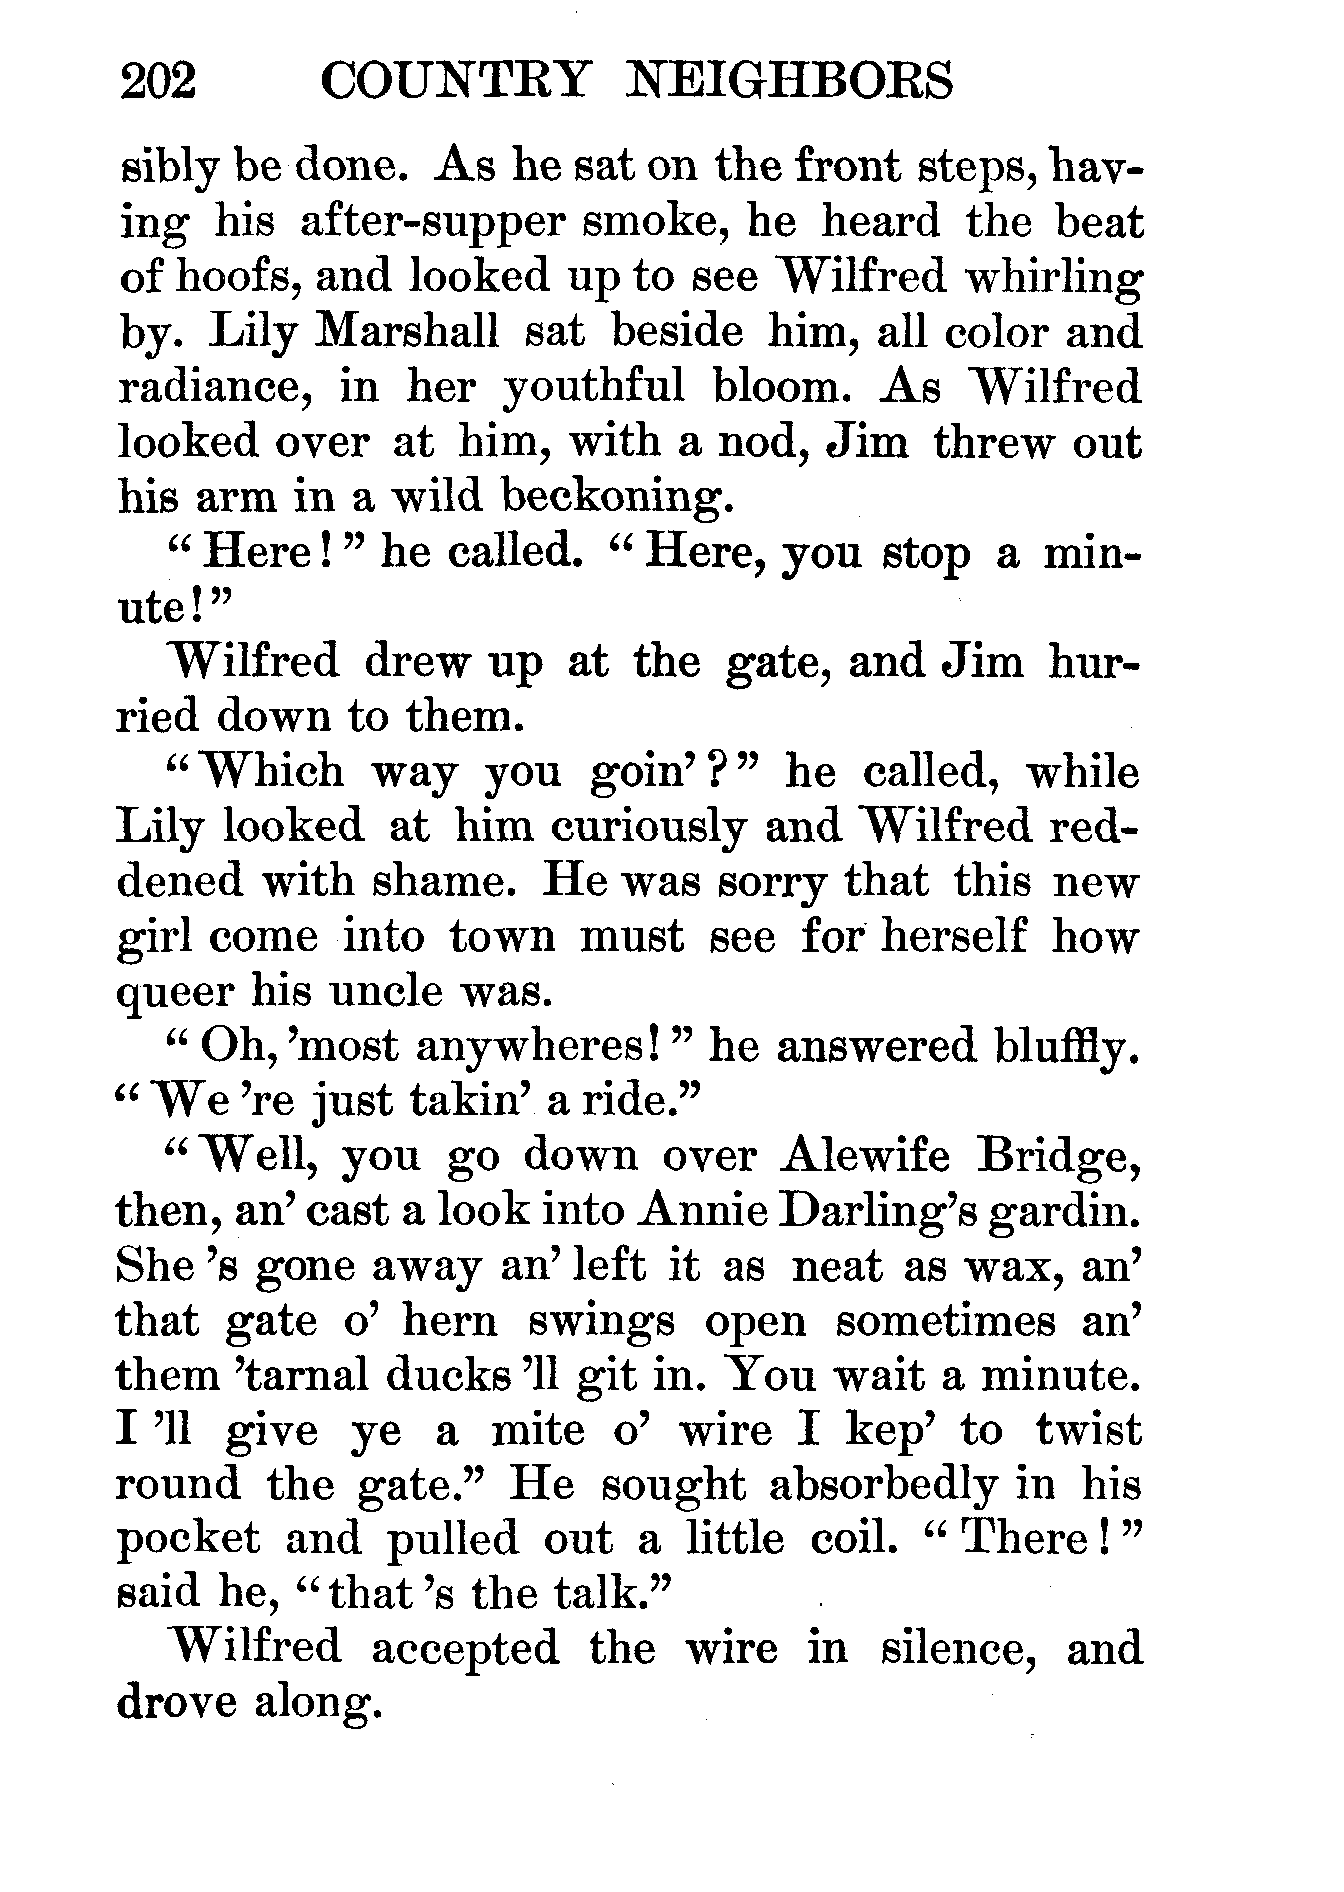 202 COUNTRY NEIGHBORS
sibly be done. As he sat on the front steps, hav-
ing his after-supper smoke, he heard the beat
of hoofs, and looked up to see Wilfred whirling
by. Lily Marshall sat beside him, all color and
radiance, in her youthful bloom. As Wilfred
looked over at him, with a nod, Jim threw out
his arm in a wild beckoning.
“Here!” he called. “Here, you stop a min-
ute!”
Wilfred drew up at the gate, and Jim hur-
ried down to them.
“Which way you goin’?” he called, while
Lily looked at him curiously and Wilfred red-
dened with shame. He was sorry that this new
girl come into town must see for herself how
queer his uncle was.
“Oh, ’most anywheres!” he answered bluffly.
“We ’re just takin’ a ride.”
“Well, you go down over Alewife Bridge,
then, an’ cast a look into Annie Darling’s gardin.
She ’s gone away an’ left it as neat as wax, an’
that gate o’ hern swings open sometimes an’
them ’tarnal ducks ’ll git in. You wait a minute.
I ’ll give ye a mite o’ wire I kep’ to twist
round the gate.” He sought absorbedly in his
pocket and pulled out a little coil. “There!”
said he, “that ’s the talk.”
Wilfred accepted the wire in silence, and
drove along.